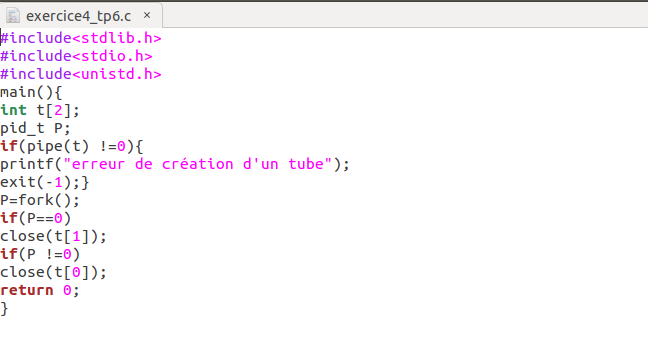 exercice4_tp6.c ×
#include<stdlib.h>
#include<stdio.h>
#include<unistd.h>
main(){
int t[2];
pid_t P;
if(pipe(t) !=0){
printf("erreur de création d'un tube");
exit(-1);}
P=fork();
if(P==0)
close(t[1]);
if(P !=0)
close(t[0]);
return 0;
}